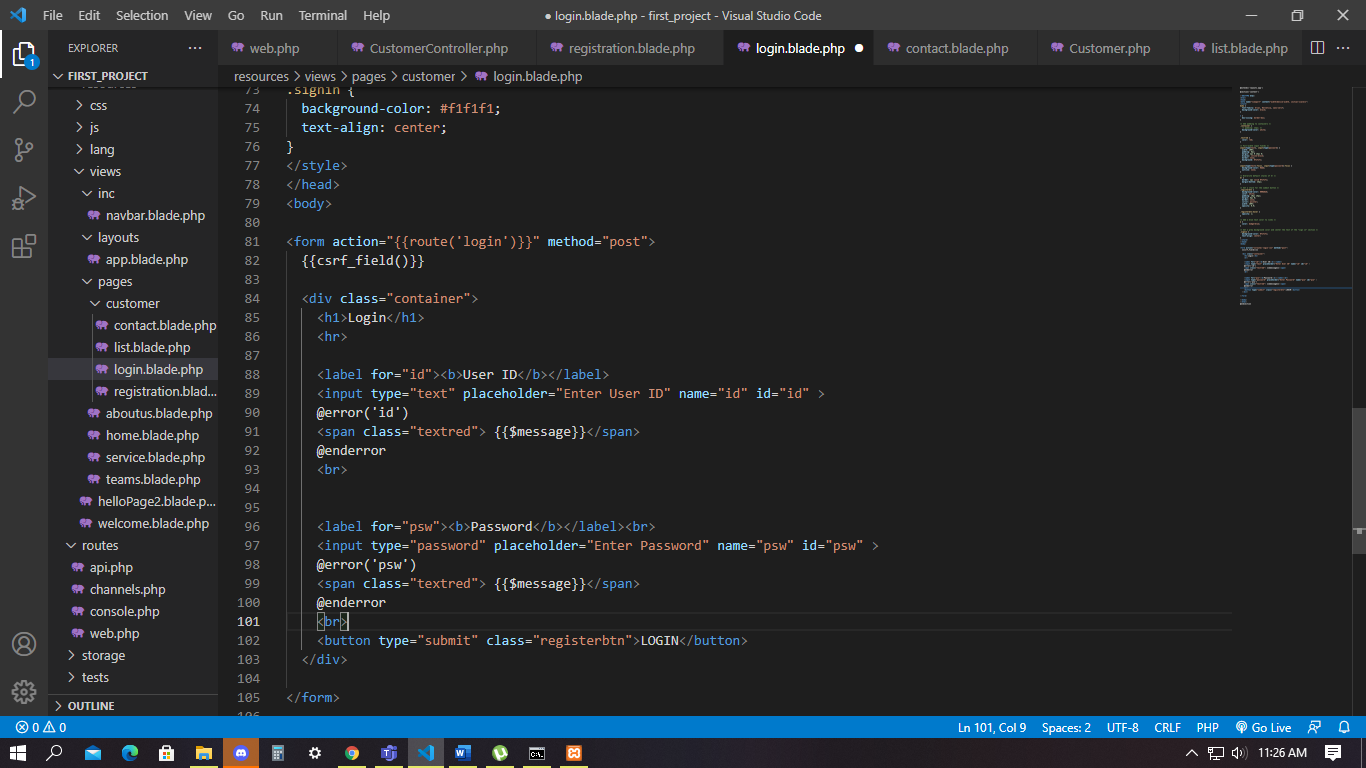 File Edit Selection View Go Run Terminal Help ● login.blade.php - first_project - Visual Studio Code
EXPLORER ···
web.php CustomerController.php registration.blade.php login.blade.php ● contact.blade.php Customer.php list.blade.php ···
FIRST_PROJECT
resources > views > pages > customer > login.blade.php
css
js
lang
views
inc
navbar.blade.php
layouts
app.blade.php
pages
customer
contact.blade.php
list.blade.php
login.blade.php
registration.blad...
aboutus.blade.php
home.blade.php
service.blade.php
teams.blade.php
helloPage2.blade.p...
welcome.blade.php
routes
api.php
channels.php
console.php
web.php
storage
tests
OUTLINE
73 .signin {
74 background-color: #f1f1f1;
75 text-align: center;
76 }
77 </style>
78 </head>
79 <body>
80
81 <form action="{{route('login')}}" method="post">
82 {{csrf_field()}}
83
84 <div class="container">
85 <h1>Login</h1>
86 <hr>
87
88 <label for="id"><b>User ID</b></label>
89 <input type="text" placeholder="Enter User ID" name="id" id="id" >
90 @error('id')
91 <span class="textred"> {{$message}}</span>
92 @enderror
93 <br>
94
95
96 <label for="psw"><b>Password</b></label><br>
97 <input type="password" placeholder="Enter Password" name="psw" id="psw" >
98 @error('psw')
99 <span class="textred"> {{$message}}</span>
100 @enderror
101 <br>
102 <button type="submit" class="registerbtn">LOGIN</button>
103 </div>
104
105 </form>
106
1
0 0 Ln 101, Col 9 Spaces: 2 UTF-8 CRLF PHP Go Live
11:26 AM